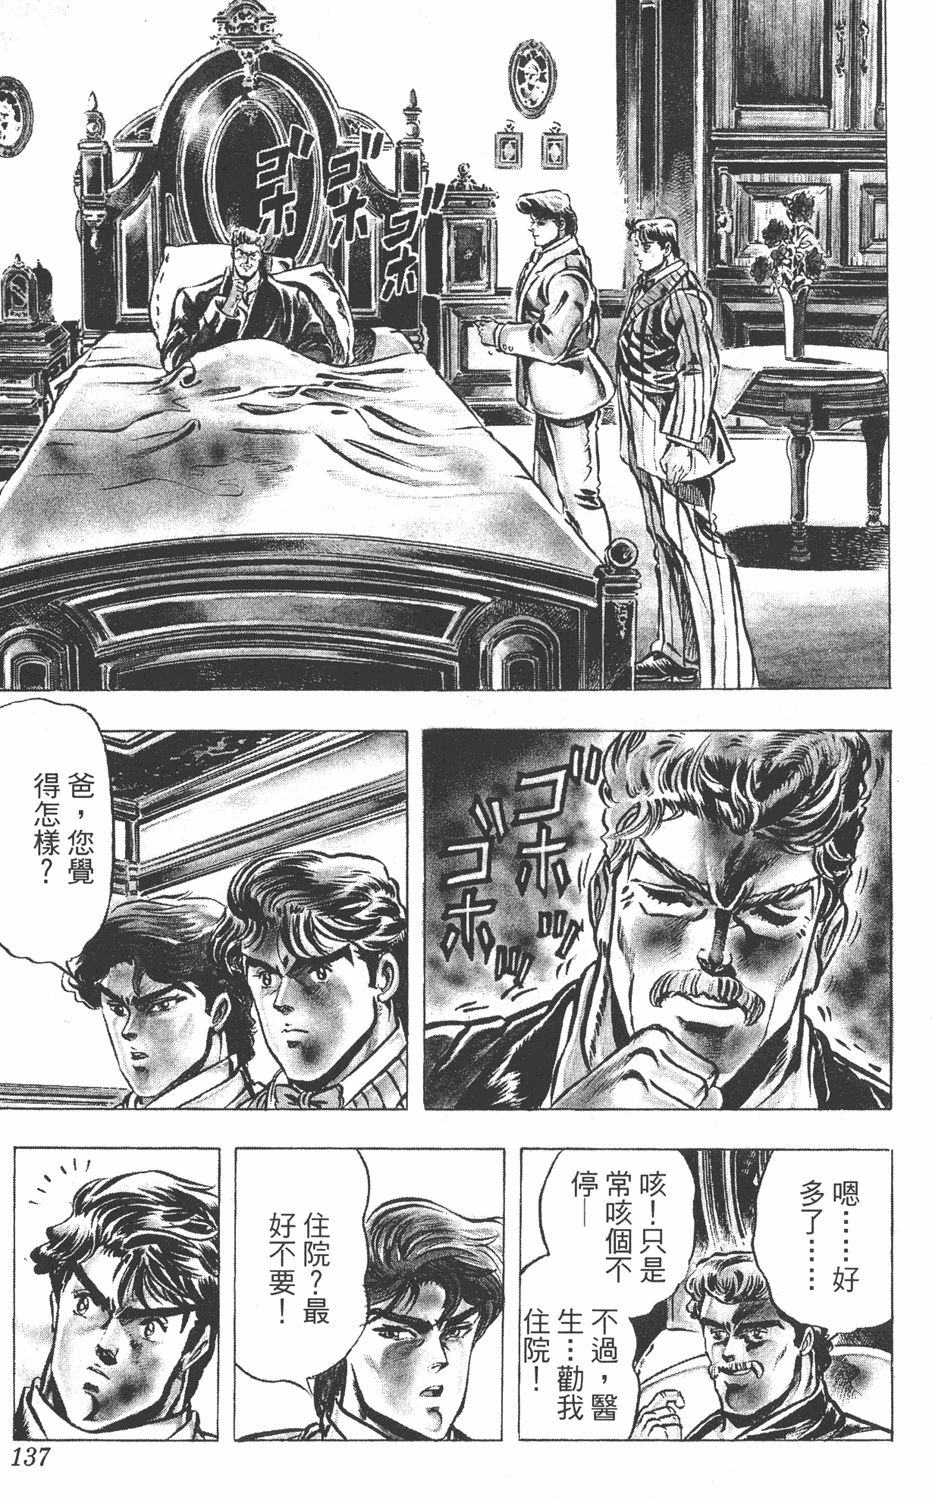 ゴホ
ゴホ
ゴホ
ゴホ
ゴホ
爸，您覺
得怎樣？
嗯……好
多了……
咳！只是
常咳個不
停—
不過，醫
生…勸我
住院！
住院？最
好不要！
137